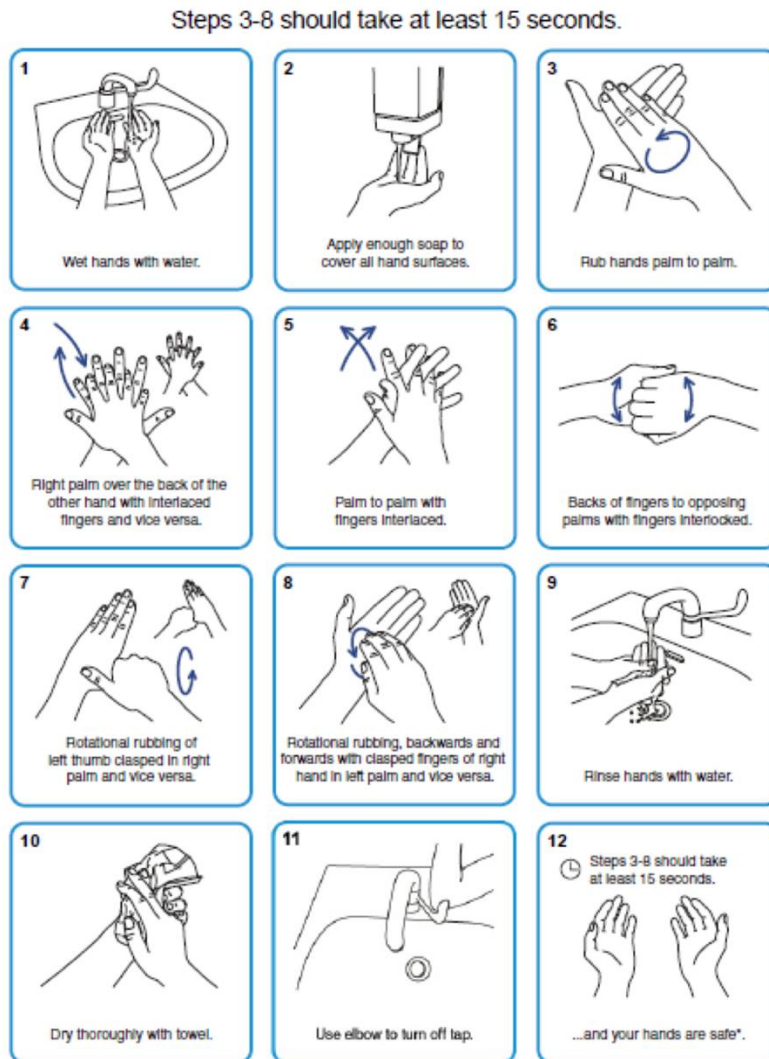 Steps 3-8 should take at least 15 seconds.
1
Wet hands with water.
2
Apply enough soap to
cover all hand surfaces.
3
Rub hands palm to palm.
4
Right palm over the back of the
other hand with interlaced
fingers and vice versa.
5
Palm to palm with
fingers interlaced.
6
Backs of fingers to opposing
palms with fingers interlocked.
7
Rotational rubbing of
left thumb clasped in right
palm and vice versa.
8
Rotational rubbing, backwards and
forwards with clasped fingers of right
hand in left palm and vice versa.
9
Rinse hands with water.
10
Dry thoroughly with towel.
11
Use elbow to turn off tap.
12
Steps 3-8 should take
at least 15 seconds.
...and your hands are safe*.